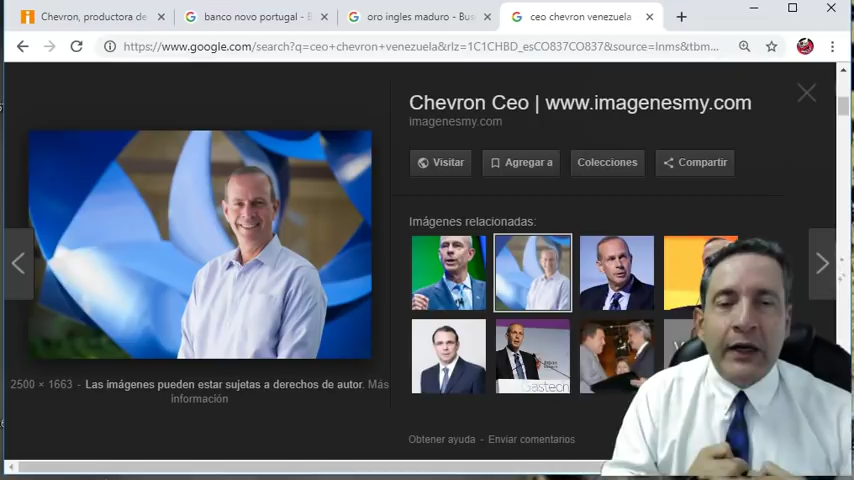 Chevron, productora de
banco novo portugal - B
oro ingles maduro - Bus
ceo chevron venezuela
https://www.google.com/search?q=ceo+chevron+venezuela&rlz=1C1CHBD_esCO837CO837&source=lnms&tbm...
Chevron Ceo | www.imagenesmy.com
imagenesmy.com
Visitar
Agregar a
Colecciones
Compartir
Imágenes relacionadas:
Gastech
2500 × 1663 - Las imágenes pueden estar sujetas a derechos de autor. Más
información
Obtener ayuda - Enviar comentarios